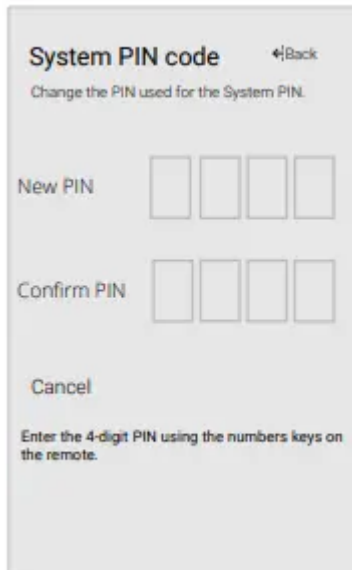 System PIN code
Back
Change the PIN used for the System PIN.
New PIN
Confirm PIN
Cancel
Enter the 4-digit PIN using the numbers keys on
the remote.